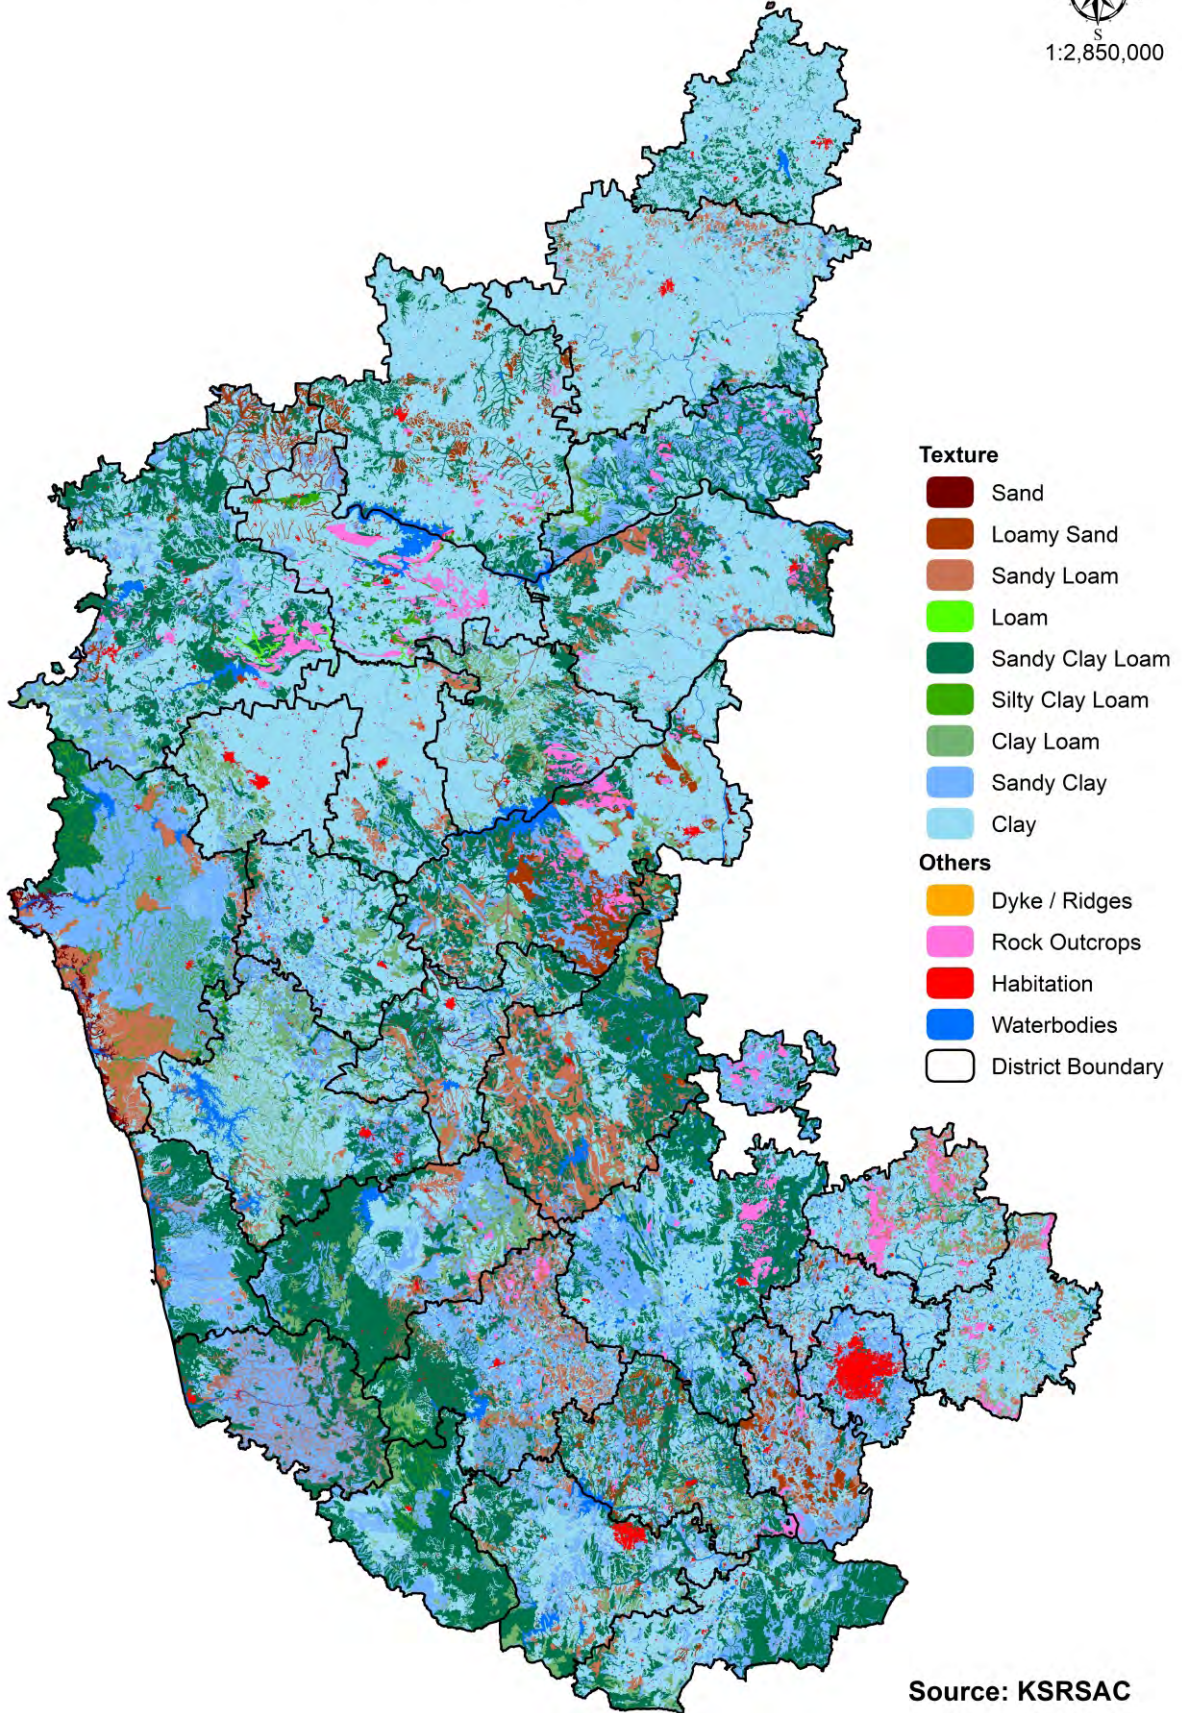 S
1:2,850,000
Texture
Sand
Loamy Sand
Sandy Loam
Loam
Sandy Clay Loam
Silty Clay Loam
Clay Loam
Sandy Clay
Clay
Others
Dyke / Ridges
Rock Outcrops
Habitation
Waterbodies
District Boundary
Source: KSRSAC